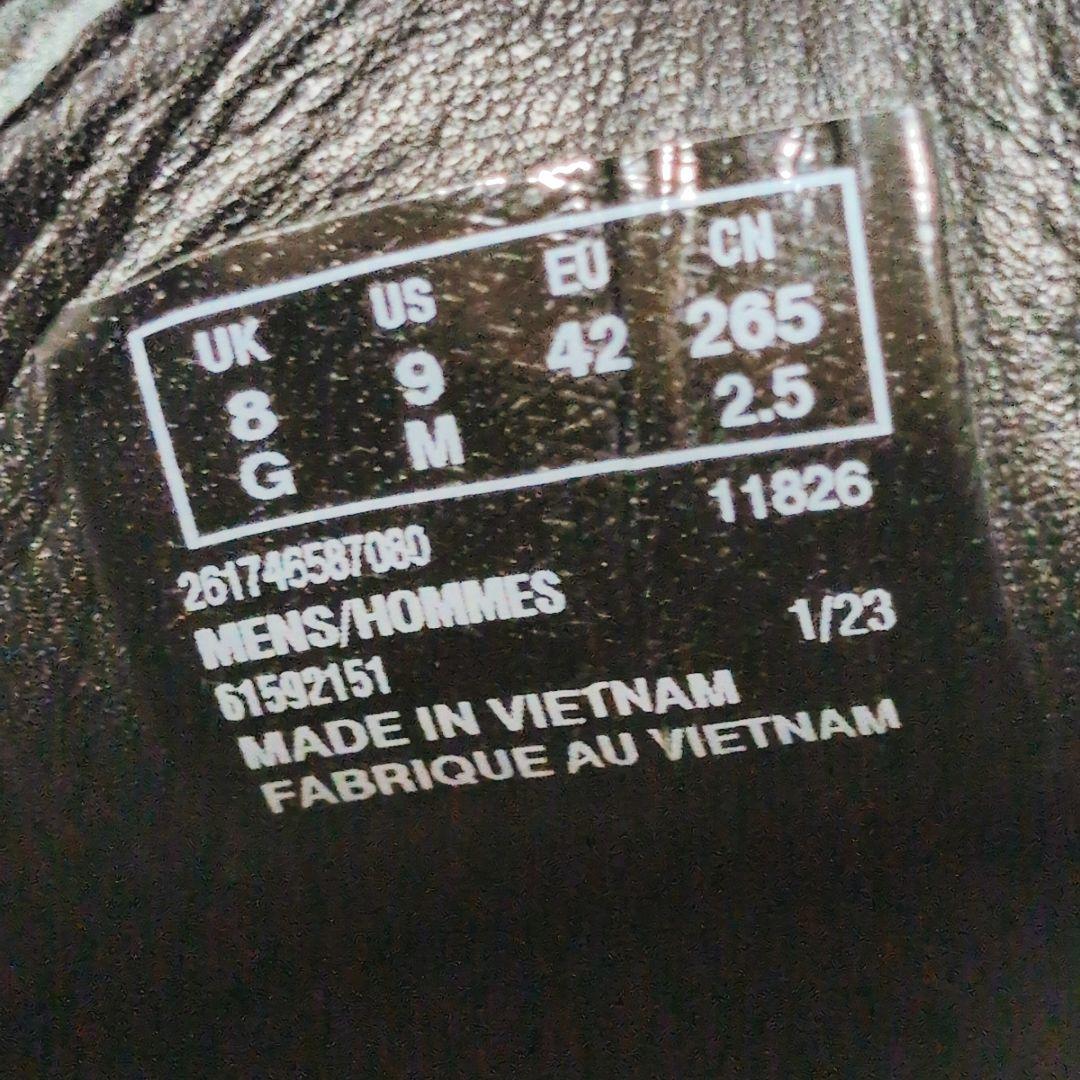 UK US EU CN
8 9 42 265
G M 2.5
261746587080 11826
MENS/HOMMES
61592151 1/23
MADE IN VIETNAM
FABRIQUE AU VIETNAM